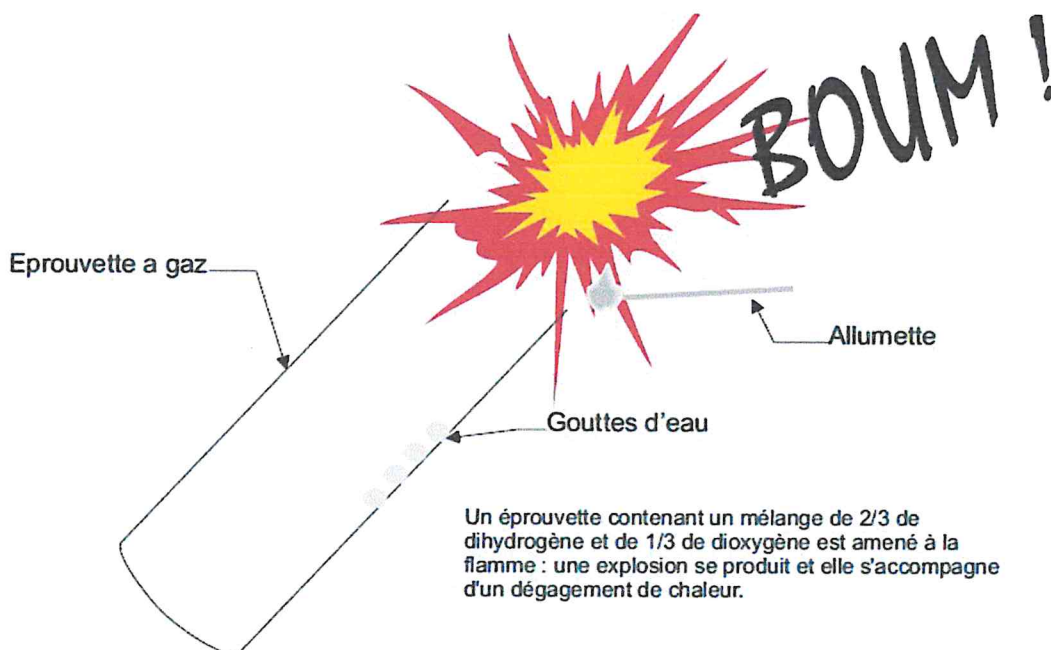 BOUM !
Eprouvette a gaz
Allumette
Gouttes d'eau
Un éprouvette contenant un mélange de 2/3 de
dihydrogène et de 1/3 de dioxygène est amené à la
flamme : une explosion se produit et elle s'accompagne
d'un dégagement de chaleur.